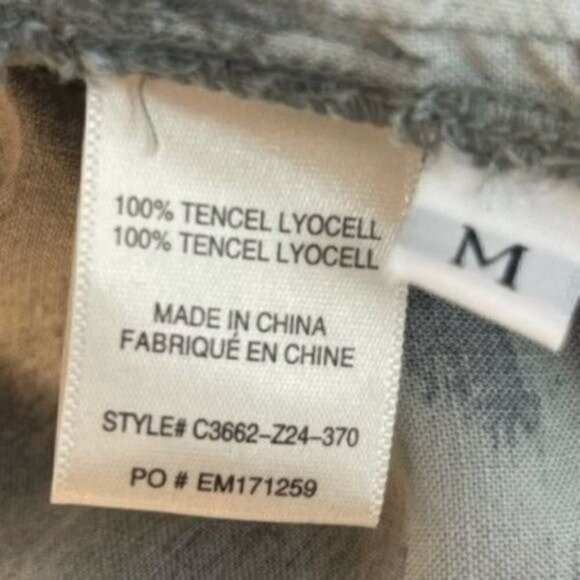 100% TENCEL LYOCELL
100% TENCEL LYOCELL
MADE IN CHINA
FABRIQUÉ EN CHINE
STYLE# C3662-Z24-370
PO # EM171259
M